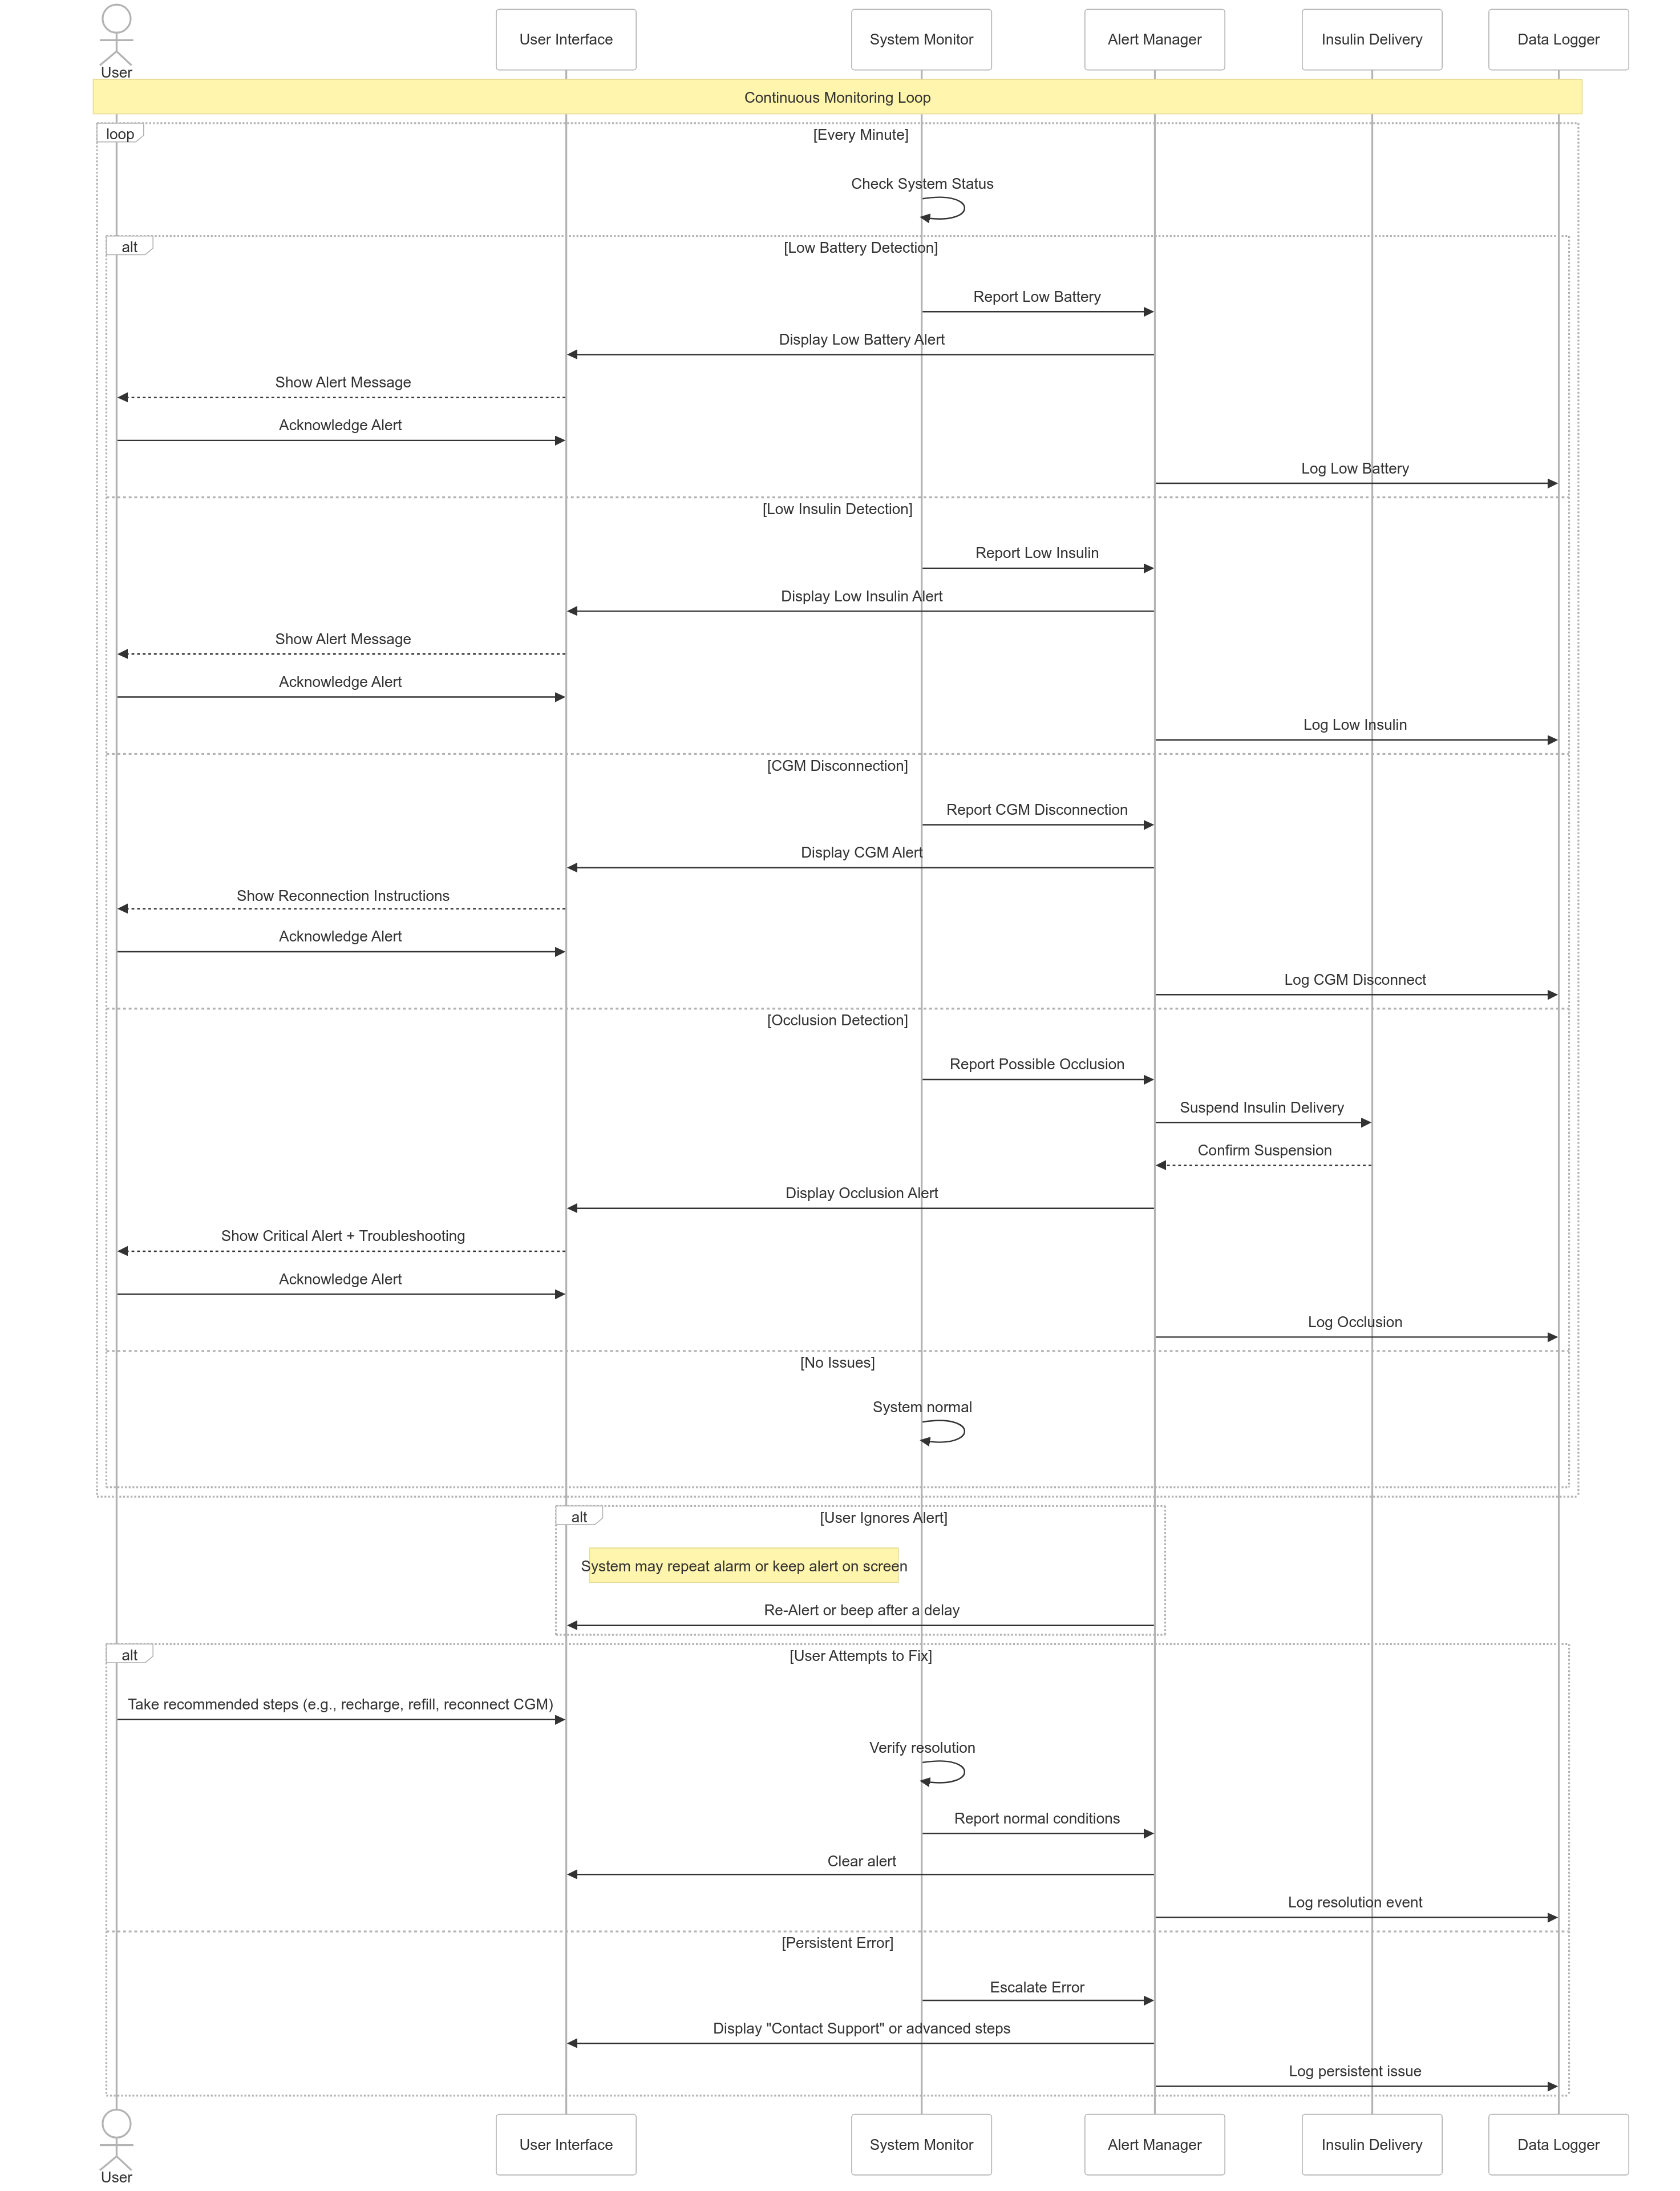 User
User Interface
System Monitor
Alert Manager
Insulin Delivery
Data Logger
Continuous Monitoring Loop
loop
[Every Minute]
Check System Status
alt
[Low Battery Detection]
Report Low Battery
Display Low Battery Alert
Show Alert Message
Acknowledge Alert
Log Low Battery
[Low Insulin Detection]
Report Low Insulin
Display Low Insulin Alert
Show Alert Message
Acknowledge Alert
Log Low Insulin
[CGM Disconnection]
Report CGM Disconnection
Display CGM Alert
Show Reconnection Instructions
Acknowledge Alert
Log CGM Disconnect
[Occlusion Detection]
Report Possible Occlusion
Suspend Insulin Delivery
Confirm Suspension
Display Occlusion Alert
Show Critical Alert + Troubleshooting
Acknowledge Alert
Log Occlusion
[No Issues]
System normal
alt
[User Ignores Alert]
System may repeat alarm or keep alert on screen
Re-Alert or beep after a delay
alt
[User Attempts to Fix]
Take recommended steps (e.g., recharge, refill, reconnect CGM)
Verify resolution
Report normal conditions
Clear alert
Log resolution event
[Persistent Error]
Escalate Error
Display "Contact Support" or advanced steps
Log persistent issue
User
User Interface
System Monitor
Alert Manager
Insulin Delivery
Data Logger